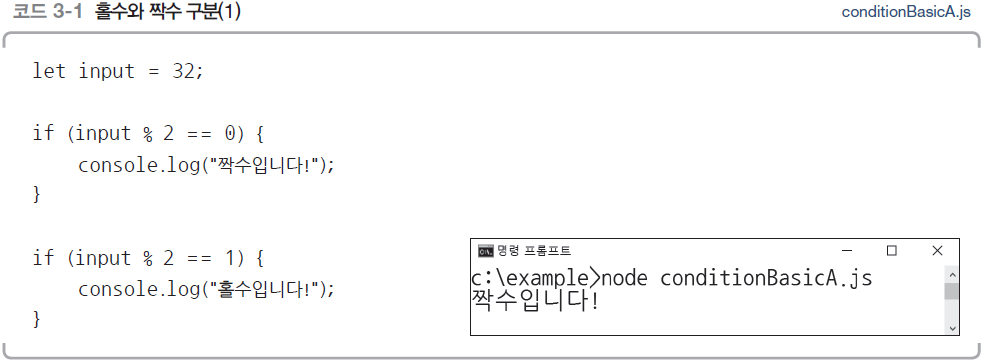 코드 3-1 홀수와 짝수 구분(1) conditionBasicA.js
let input = 32;
if (input % 2 == 0) {
console.log("짝수입니다!");
}
if (input % 2 == 1) {
console.log("홀수입니다!");
}
명령 프롬프트
c:\example>node conditionBasicA.js
짝수입니다!